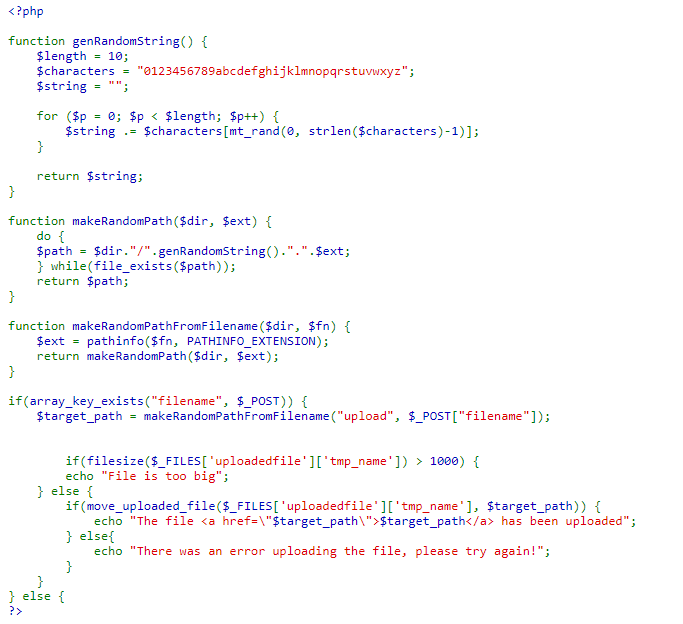 <?php
function genRandomString() {
$length = 10;
$characters = "0123456789abcdefghijklmnopqrstuvwxyz";
$string = "";
for ($p = 0; $p < $length; $p++) {
$string .= $characters[mt_rand(0, strlen($characters)-1)];
}
return $string;
}
function makeRandomPath($dir, $ext) {
do {
$path = $dir."/".genRandomString().".".$ext;
} while(file_exists($path));
return $path;
}
function makeRandomPathFromFilename($dir, $fn) {
$ext = pathinfo($fn, PATHINFO_EXTENSION);
return makeRandomPath($dir, $ext);
}
if(array_key_exists("filename", $_POST)) {
$target_path = makeRandomPathFromFilename("upload", $_POST["filename"]);
if(filesize($_FILES['uploadedfile']['tmp_name']) > 1000) {
echo "File is too big";
} else {
if(move_uploaded_file($_FILES['uploadedfile']['tmp_name'], $target_path)) {
echo "The file <a href=\"$target_path\">$target_path</a> has been uploaded";
} else{
echo "There was an error uploading the file, please try again!";
}
}
} else {
?>